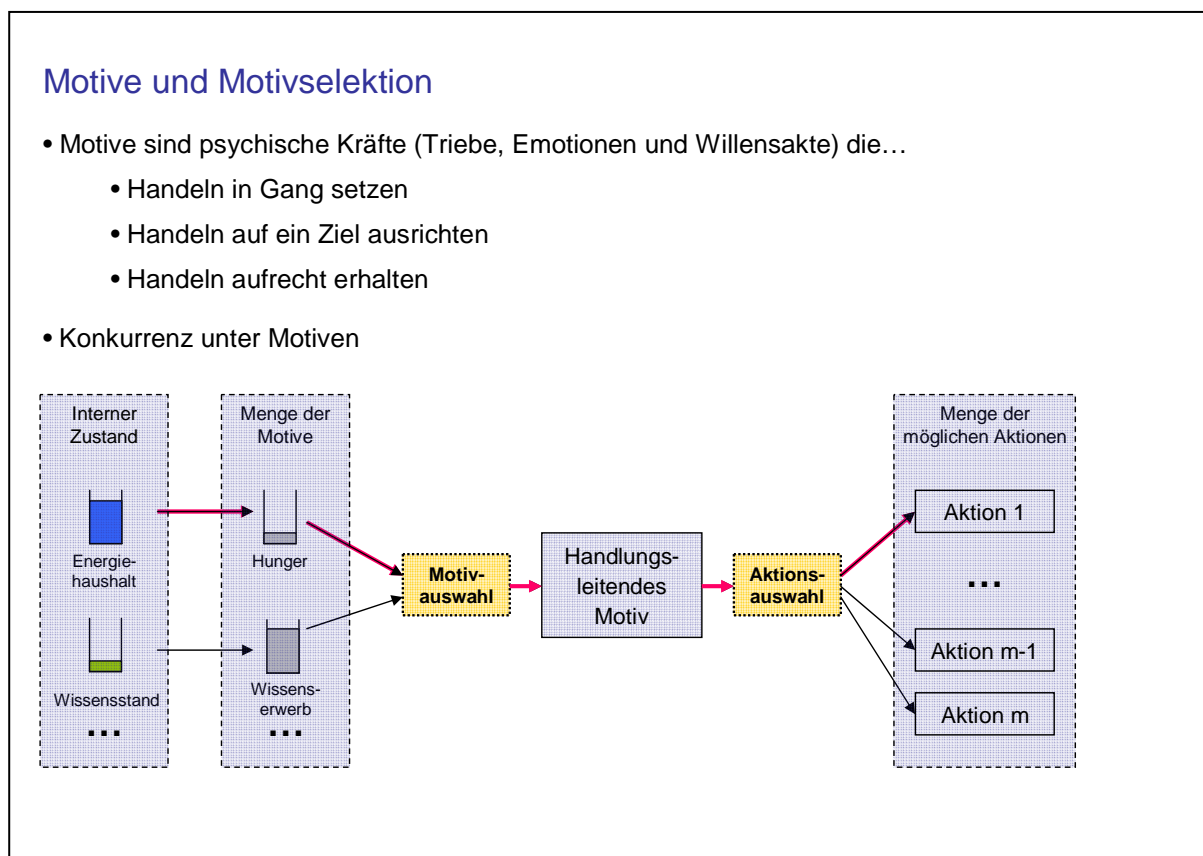 Motive und Motivselektion
• Motive sind psychische Kräfte (Triebe, Emotionen und Willensakte) die…
• Handeln in Gang setzen
• Handeln auf ein Ziel ausrichten
• Handeln aufrecht erhalten
• Konkurrenz unter Motiven
Interner
Zustand
Energie-
haushalt
Wissensstand
…
Menge der
Motive
Hunger
Wissens-
erwerb
…
Motiv-
auswahl
Handlungs-
leitendes
Motiv
Aktions-
auswahl
Menge der
möglichen Aktionen
Aktion 1
…
Aktion m-1
Aktion m